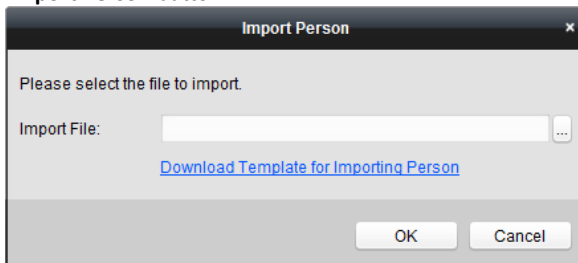 Import Person ×
Please select the file to import.
Import File: ...
Download Template for Importing Person
OK Cancel